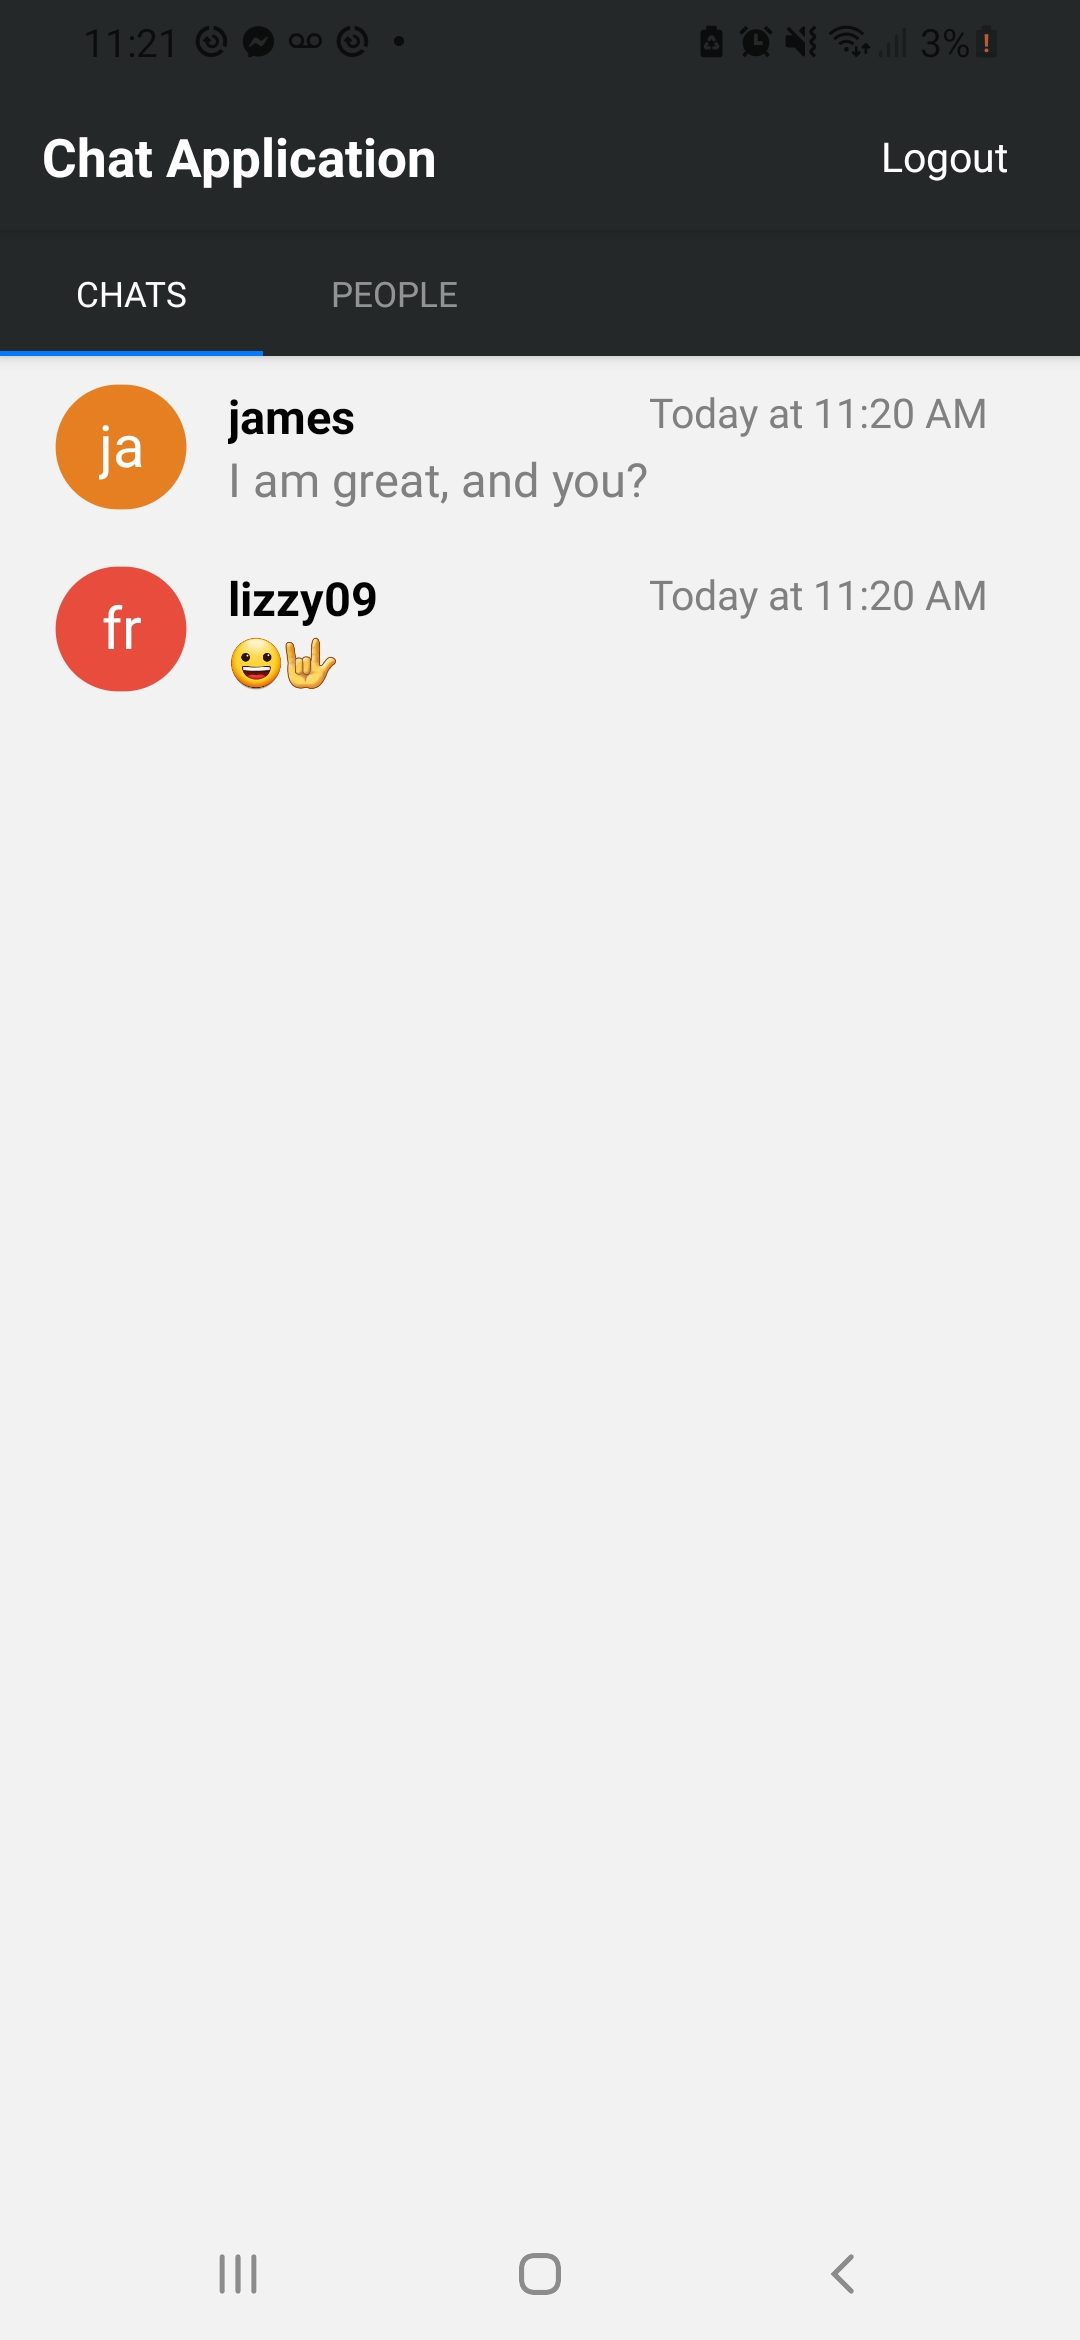 11:21 3%
Chat Application Logout
CHATS PEOPLE
ja james Today at 11:20 AM
I am great, and you?
fr lizzy09 Today at 11:20 AM
😀🤟